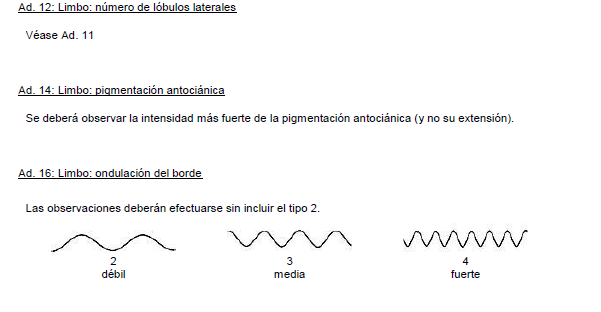 Ad. 12: Limbo: número de lóbulos laterales
Véase Ad. 11
Ad. 14: Limbo: pigmentación antociánica
Se deberá observar la intensidad más fuerte de la pigmentación antociánica (y no su extensión).
Ad. 16: Limbo: ondulación del borde
Las observaciones deberán efectuarse sin incluir el tipo 2.
2 3 4
débil media fuerte